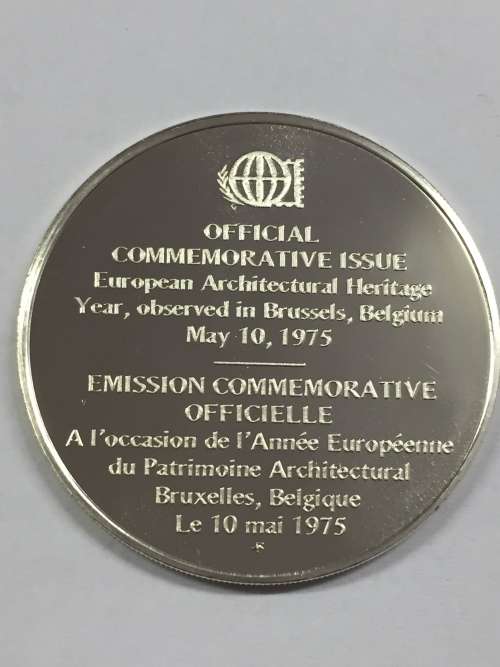 OFFICIAL
COMMEMORATIVE ISSUE
European Architectural Heritage
Year, observed in Brussels, Belgium
May 10, 1975
EMISSION COMMEMORATIVE
OFFICIELLE
A l'occasion de l'Année Européenne
du Patrimoine Architectural
Bruxelles, Belgique
Le 10 mai 1975